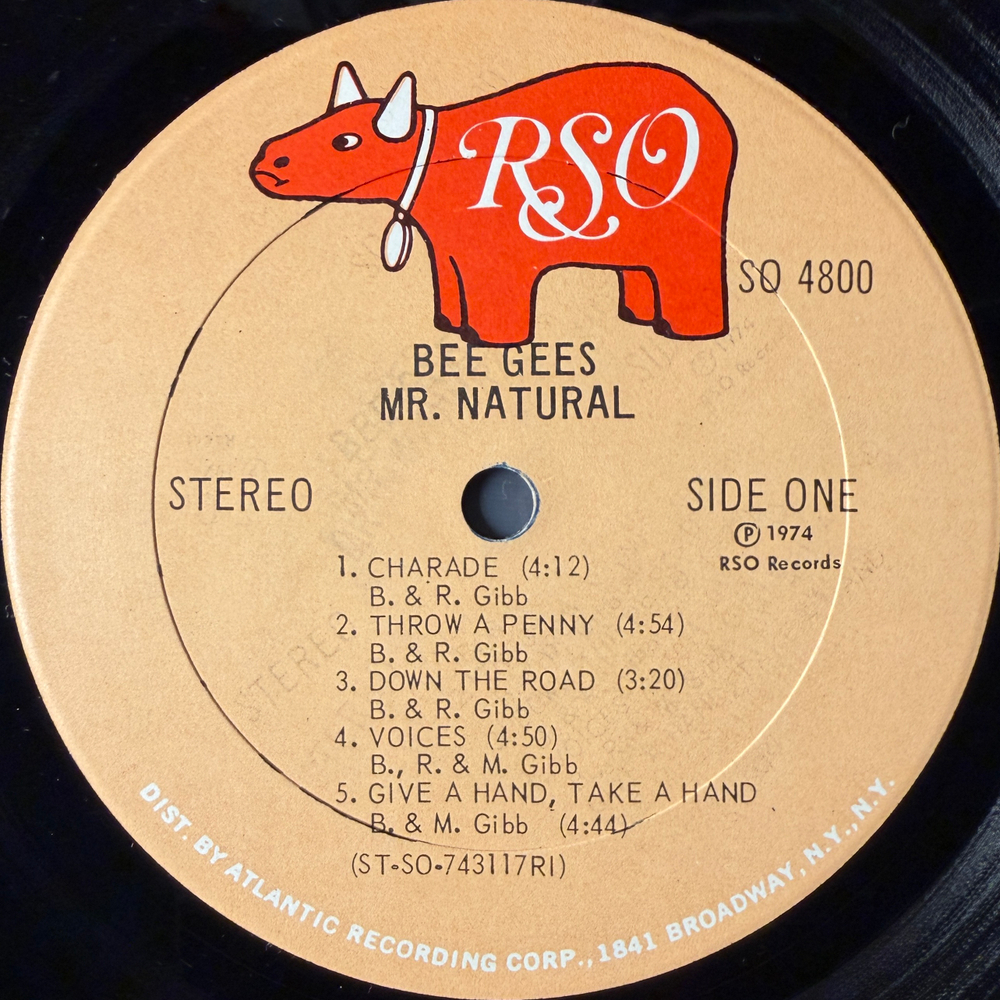 RSO
SO 4800
BEE GEES
MR. NATURAL
STEREO
SIDE ONE
℗ 1974
RSO Records
1. CHARADE (4:12)
B. & R. Gibb
2. THROW A PENNY (4:54)
B. & R. Gibb
3. DOWN THE ROAD (3:20)
B. & R. Gibb
4. VOICES (4:50)
B., R. & M. Gibb
5. GIVE A HAND, TAKE A HAND
B. & M. Gibb (4:44)
(ST-SO-743117RI)
DIST. BY ATLANTIC RECORDING CORP., 1841 BROADWAY, N.Y., N.Y.